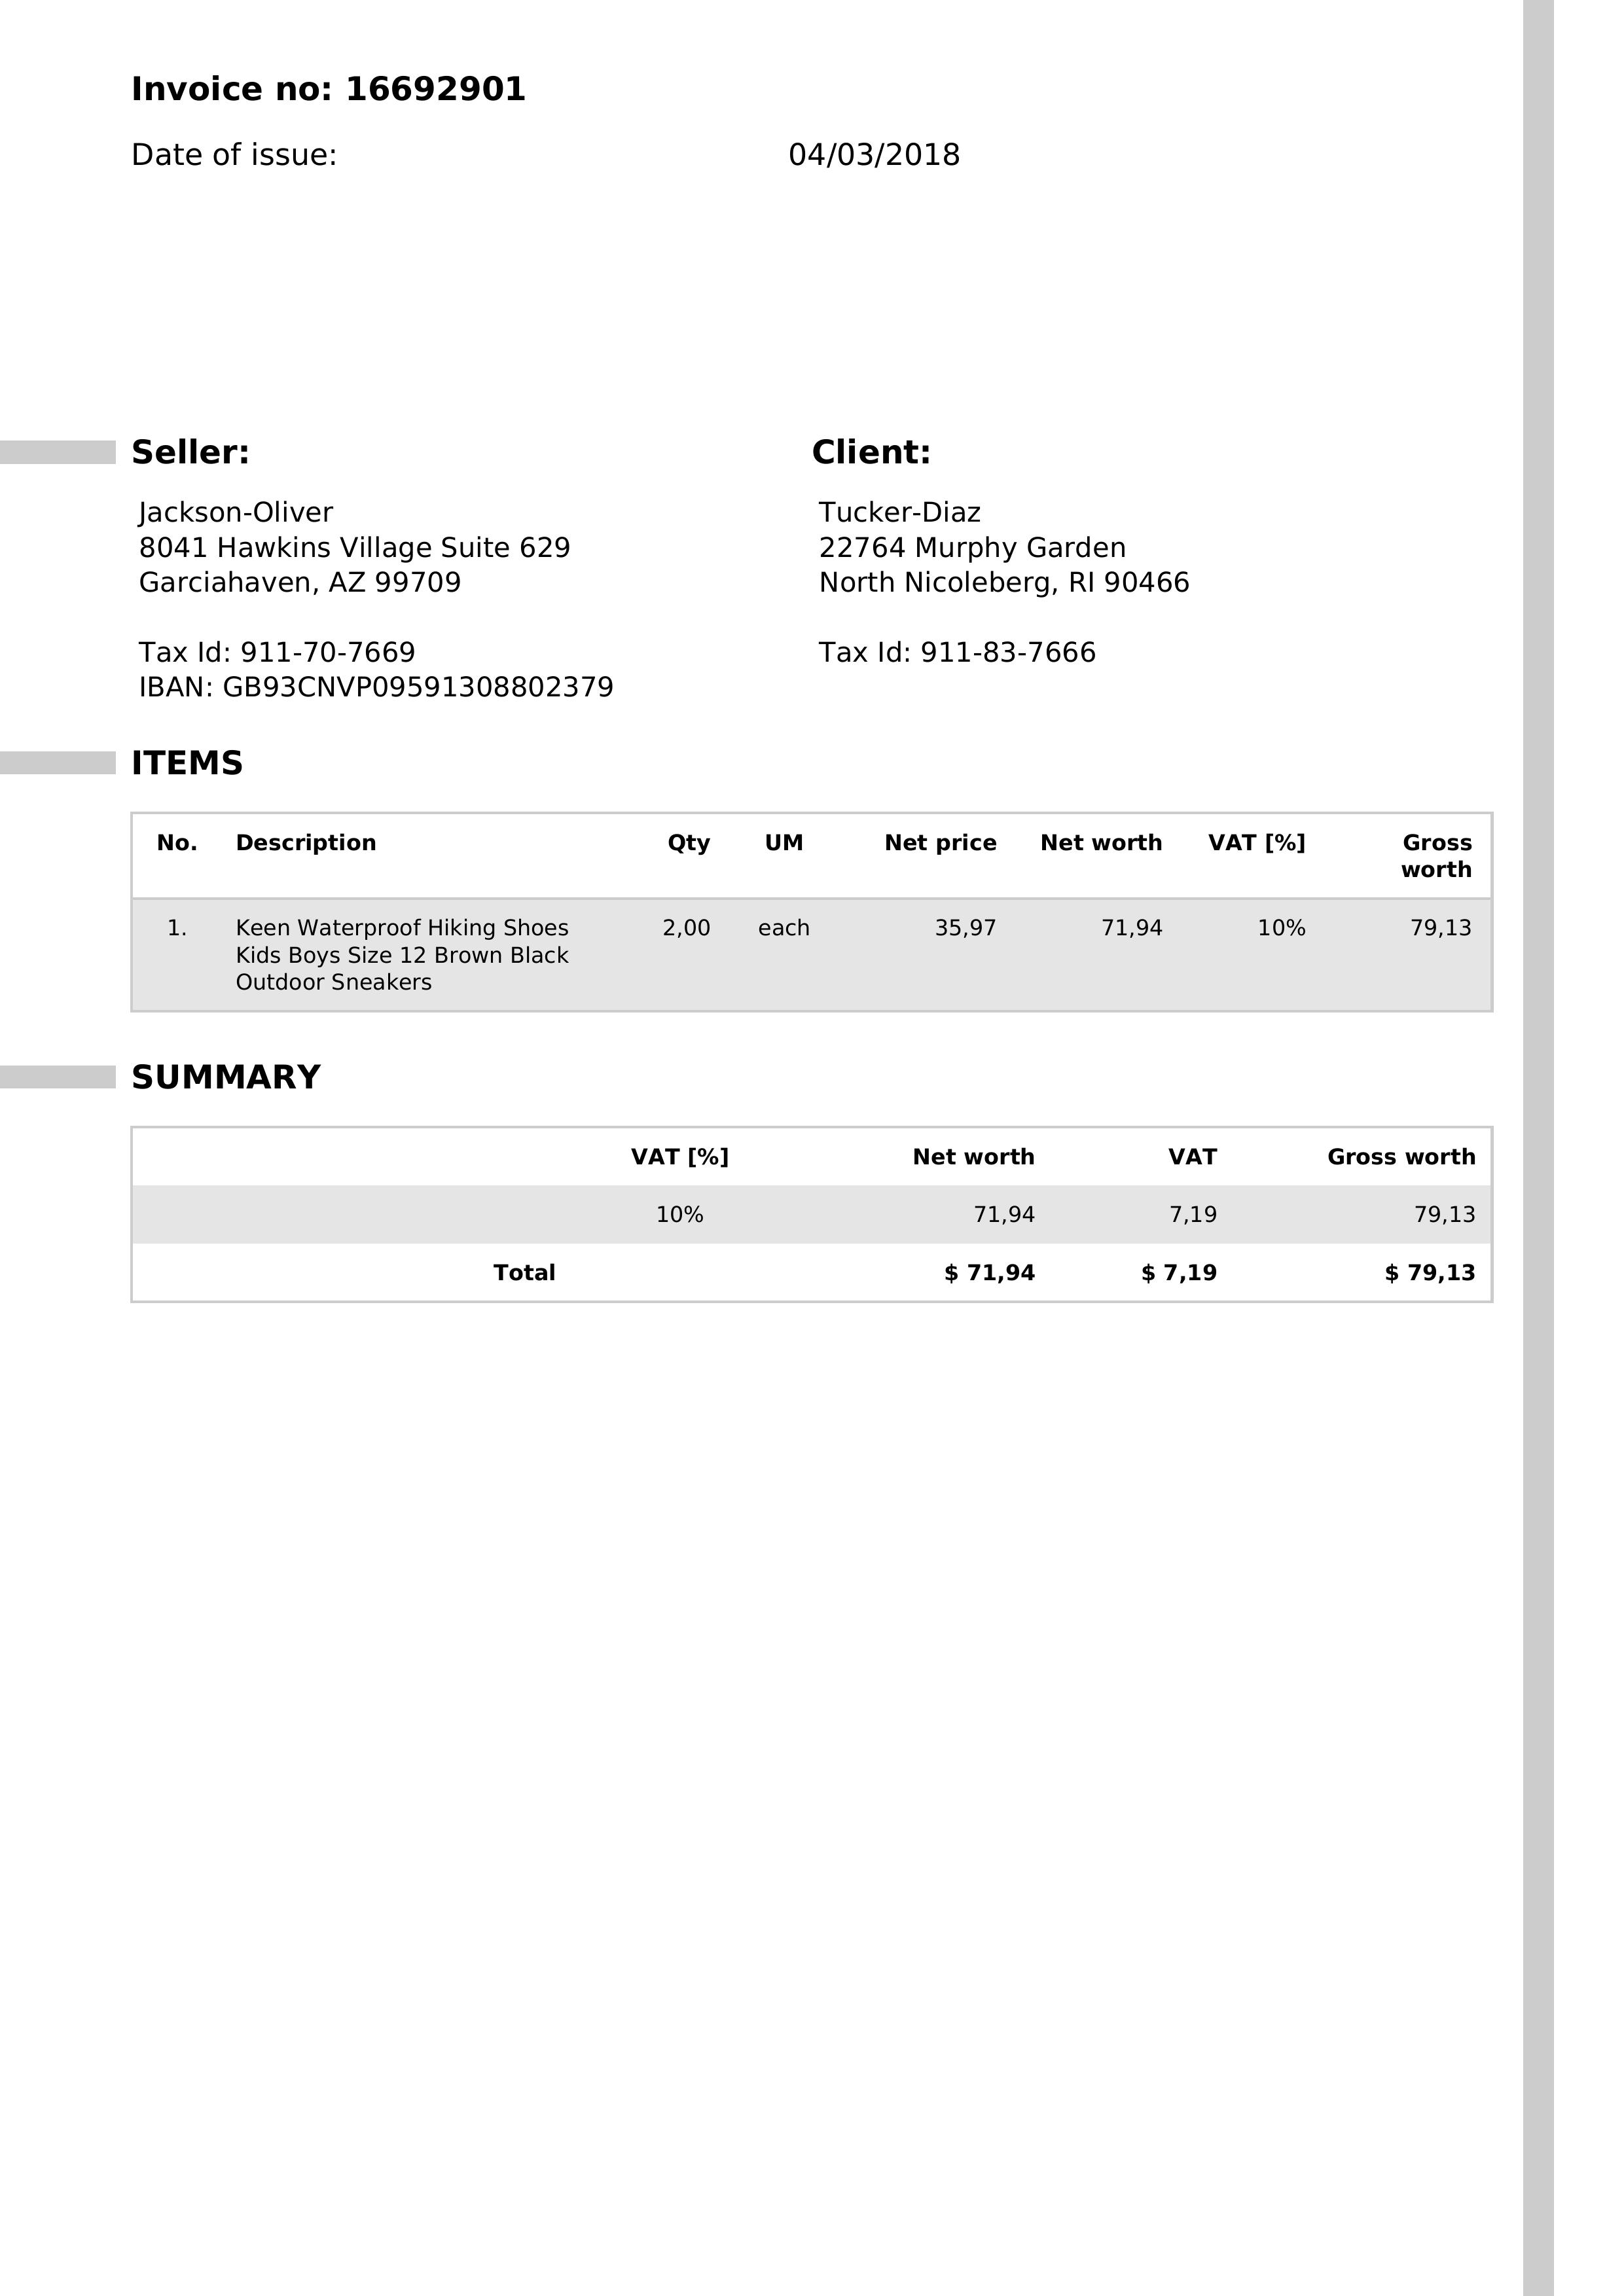 Invoice no: 16692901
Date of issue: 04/03/2018
Seller:
Jackson-Oliver
8041 Hawkins Village Suite 629
Garciahaven, AZ 99709
Tax Id: 911-70-7669
IBAN: GB93CNVP09591308802379
Client:
Tucker-Diaz
22764 Murphy Garden
North Nicoleberg, RI 90466
Tax Id: 911-83-7666
ITEMS
No. Description Qty UM Net price Net worth VAT [%] Gross
worth
1. Keen Waterproof Hiking Shoes 2,00 each 35,97 71,94 10% 79,13
Kids Boys Size 12 Brown Black
Outdoor Sneakers
SUMMARY
VAT [%] Net worth VAT Gross worth
10% 71,94 7,19 79,13
Total $ 71,94 $ 7,19 $ 79,13